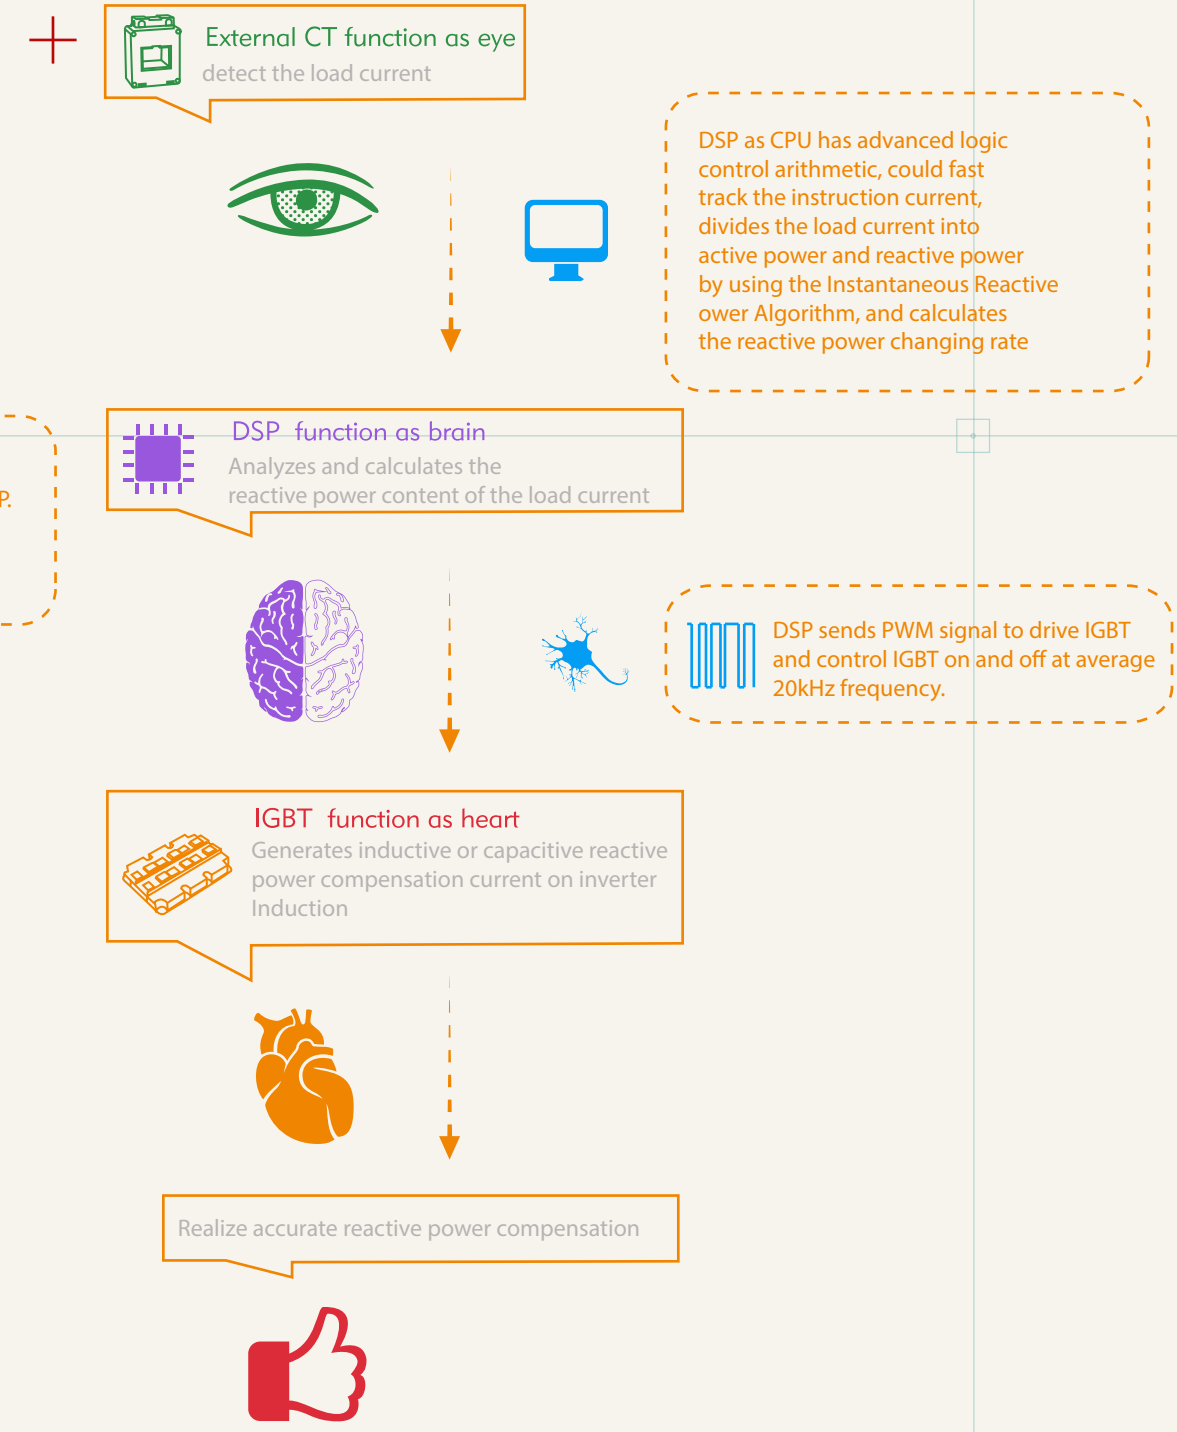 External CT function as eye
detect the load current
DSP as CPU has advanced logic
control arithmetic, could fast
track the instruction current,
divides the load current into
active power and reactive power
by using the Instantaneous Reactive
ower Algorithm, and calculates
the reactive power changing rate
DSP function as brain
Analyzes and calculates the
reactive power content of the load current
P.
DSP sends PWM signal to drive IGBT
and control IGBT on and off at average
20kHz frequency.
IGBT function as heart
Generates inductive or capacitive reactive
power compensation current on inverter
Induction
Realize accurate reactive power compensation